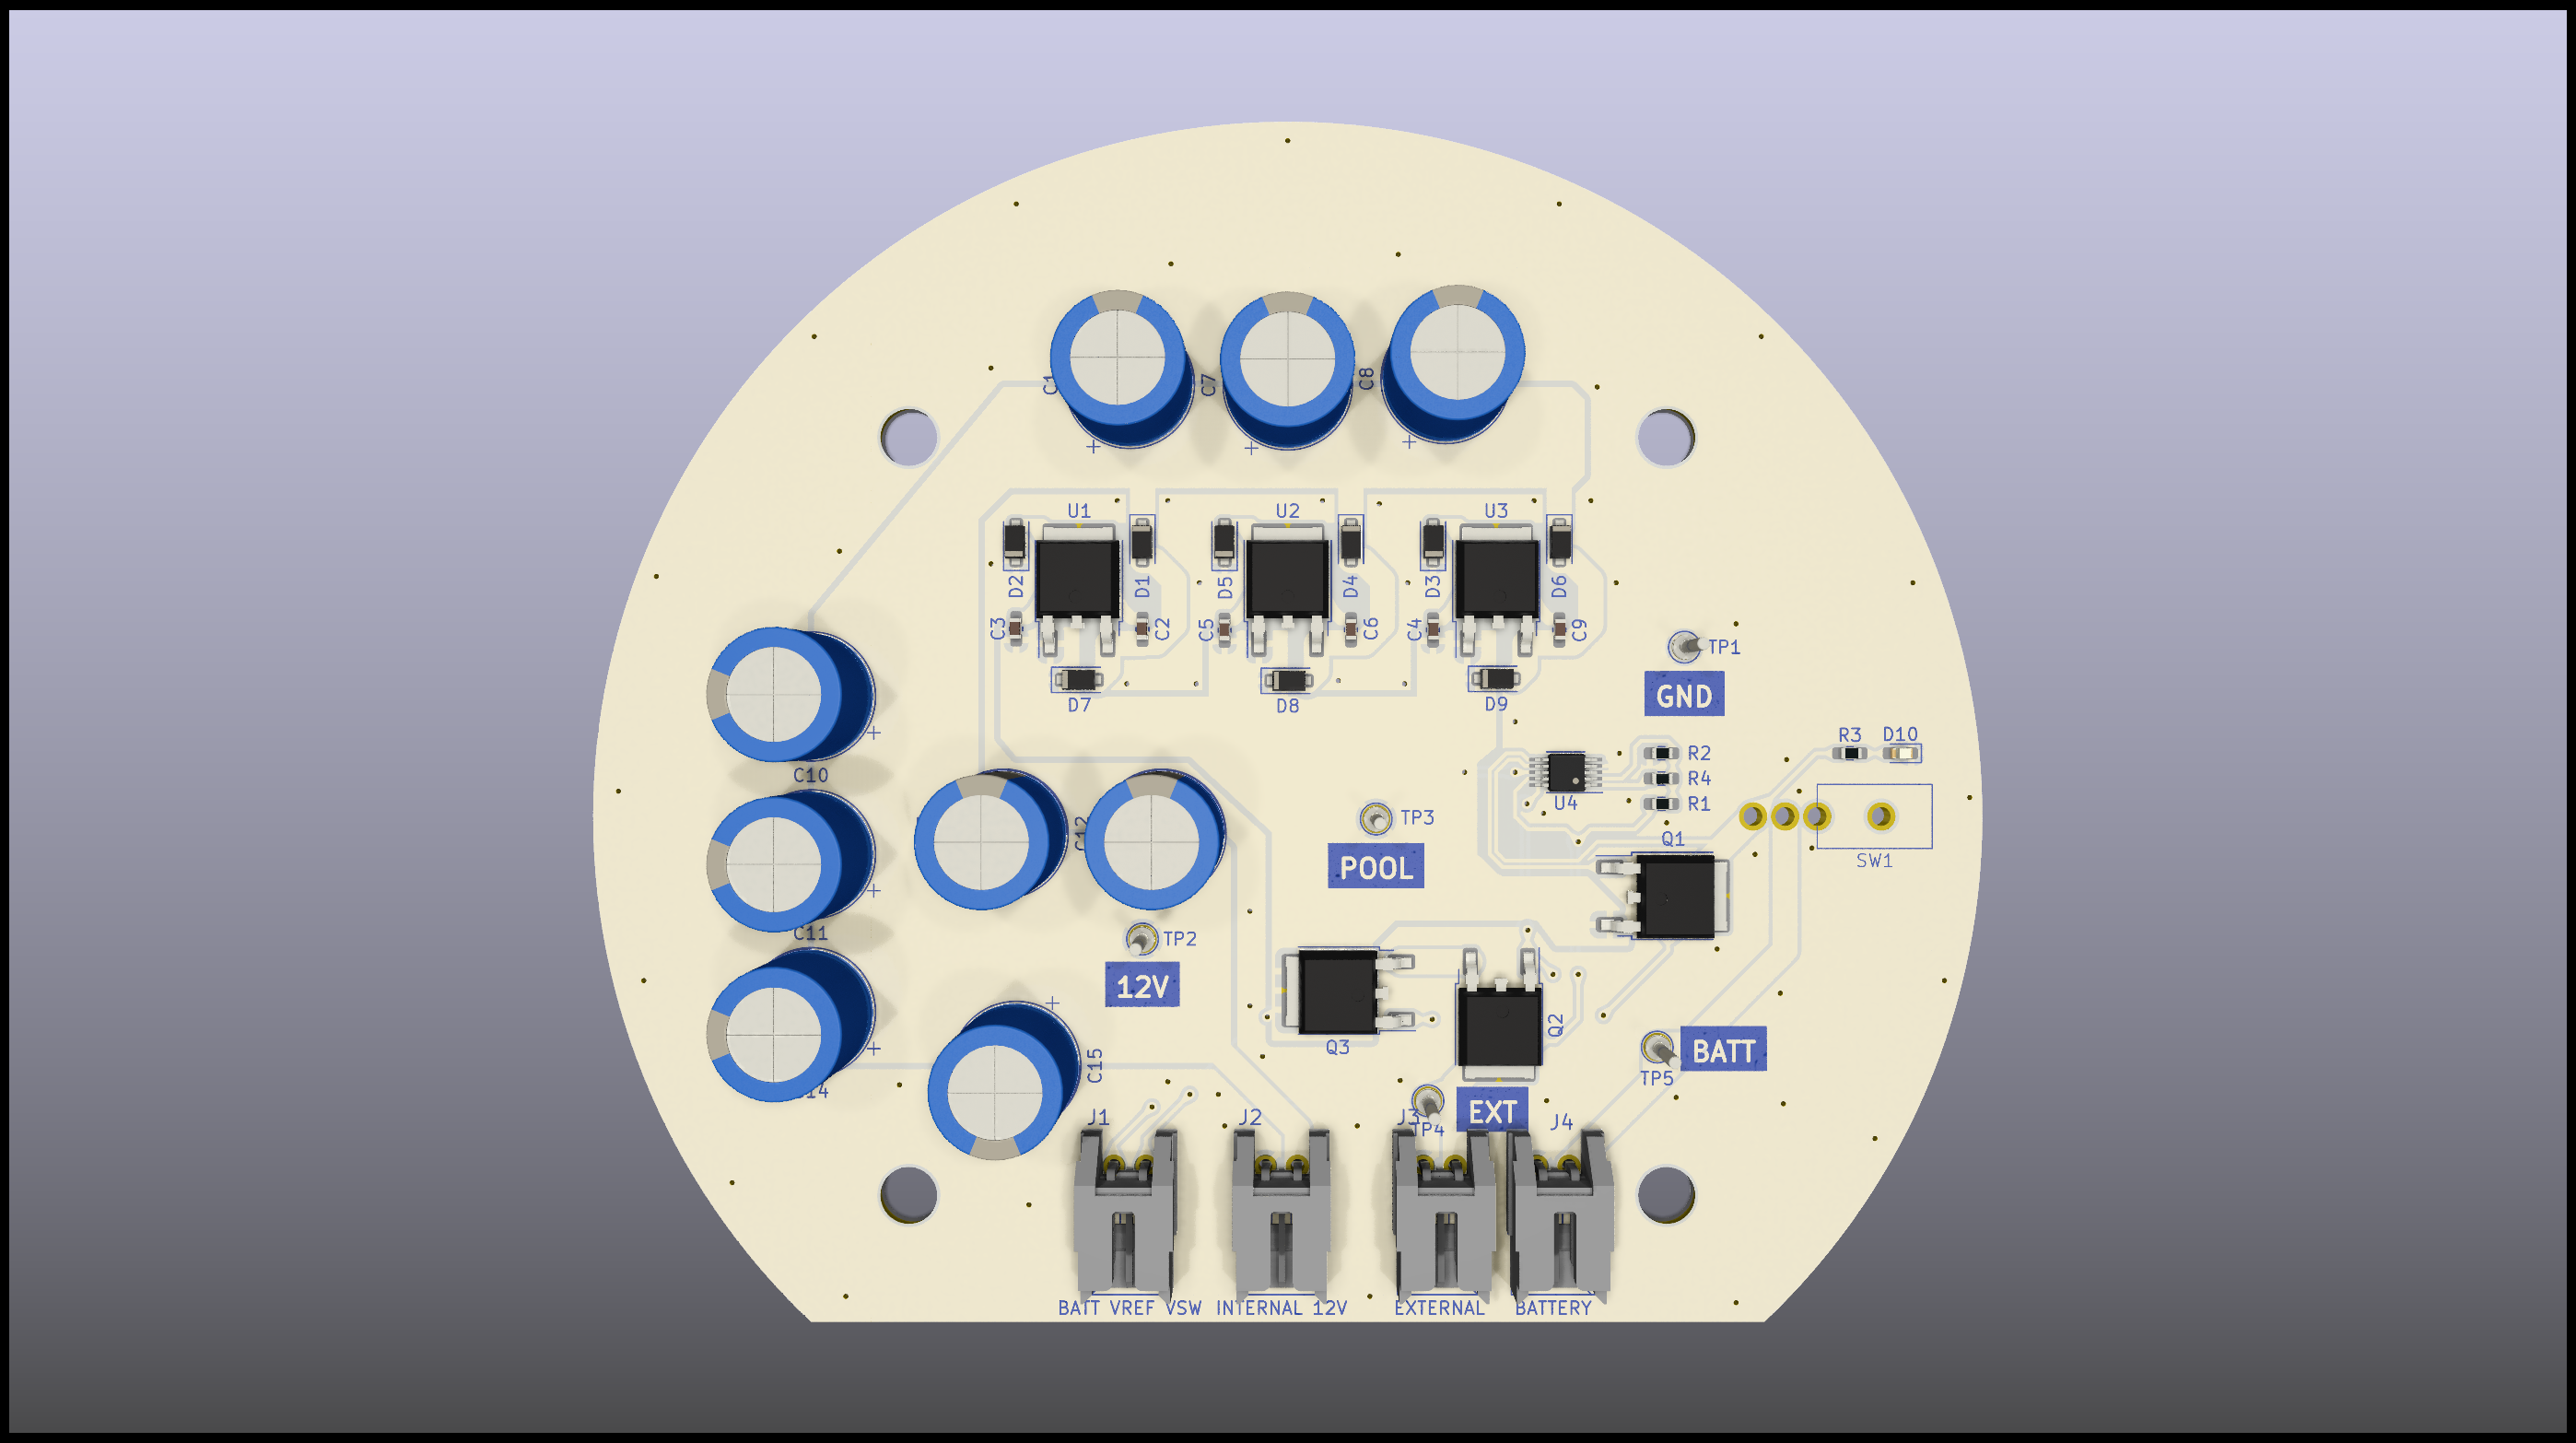 C1
C7
C8
+
+
+
U1
U2
U3
D2
D1
D5
D4
D3
D6
C3
C2
C5
C6
C4
C9
D7
D8
D9
TP1
GND
+
C10
R2
R4
R1
U4
R3
D10
SW1
C12
TP3
POOL
Q1
+
C11
TP2
12V
+
C15
Q3
Q2
BATT
TP5
EXT
TP4
J1
J2
J3
J4
+
BATT VREF VSW
INTERNAL 12V
EXTERNAL
BATTERY